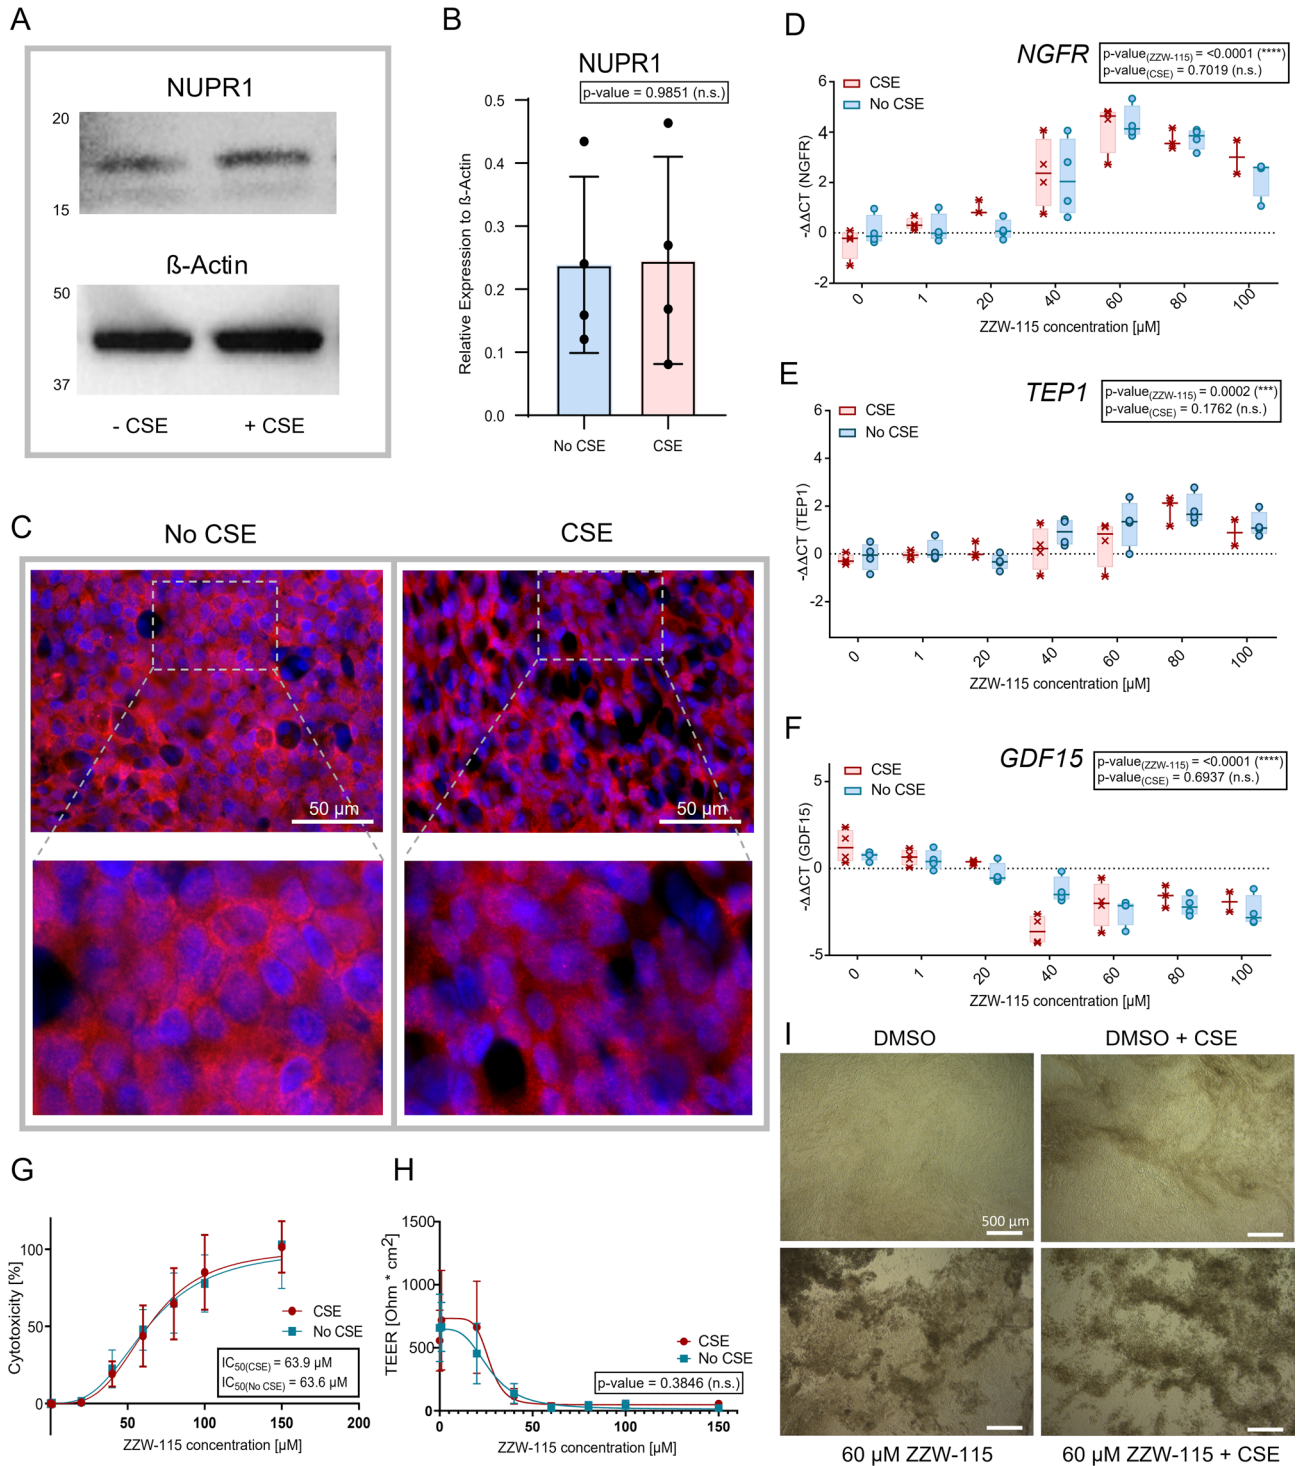 A
NUPR1
20
15
ß-Actin
50
37
- CSE
+ CSE
B
NUPR1
p-value = 0.9851 (n.s.)
Relative Expression to ß-Actin
0.5
0.4
0.3
0.2
0.1
0.0
No CSE
CSE
C
No CSE
CSE
50 µm
50 µm
D
NGFR
p-value(ZZW-115) = <0.0001 (****)
p-value(CSE) = 0.7019 (n.s.)
CSE
No CSE
-ΔΔCT (NGFR)
6
4
2
0
-2
0
1
20
40
60
80
100
ZZW-115 concentration [µM]
E
TEP1
p-value(ZZW-115) = 0.0002 (***)
p-value(CSE) = 0.1762 (n.s.)
CSE
No CSE
-ΔΔCT (TEP1)
6
4
2
0
-2
0
1
20
40
60
80
100
ZZW-115 concentration [µM]
F
GDF15
p-value(ZZW-115) = <0.0001 (****)
p-value(CSE) = 0.6937 (n.s.)
CSE
No CSE
-ΔΔCT (GDF15)
5
0
-5
0
1
20
40
60
80
100
ZZW-115 concentration [µM]
G
Cytotoxicity [%]
100
50
0
50
100
150
200
CSE
No CSE
IC50(CSE) = 63.9 µM
IC50(No CSE) = 63.6 µM
ZZW-115 concentration [µM]
H
TEER [Ohm * cm2]
1500
1000
500
0
0
50
100
150
CSE
No CSE
p-value = 0.3846 (n.s.)
ZZW-115 concentration [µM]
I
DMSO
DMSO + CSE
500 µm
60 µM ZZW-115
60 µM ZZW-115 + CSE